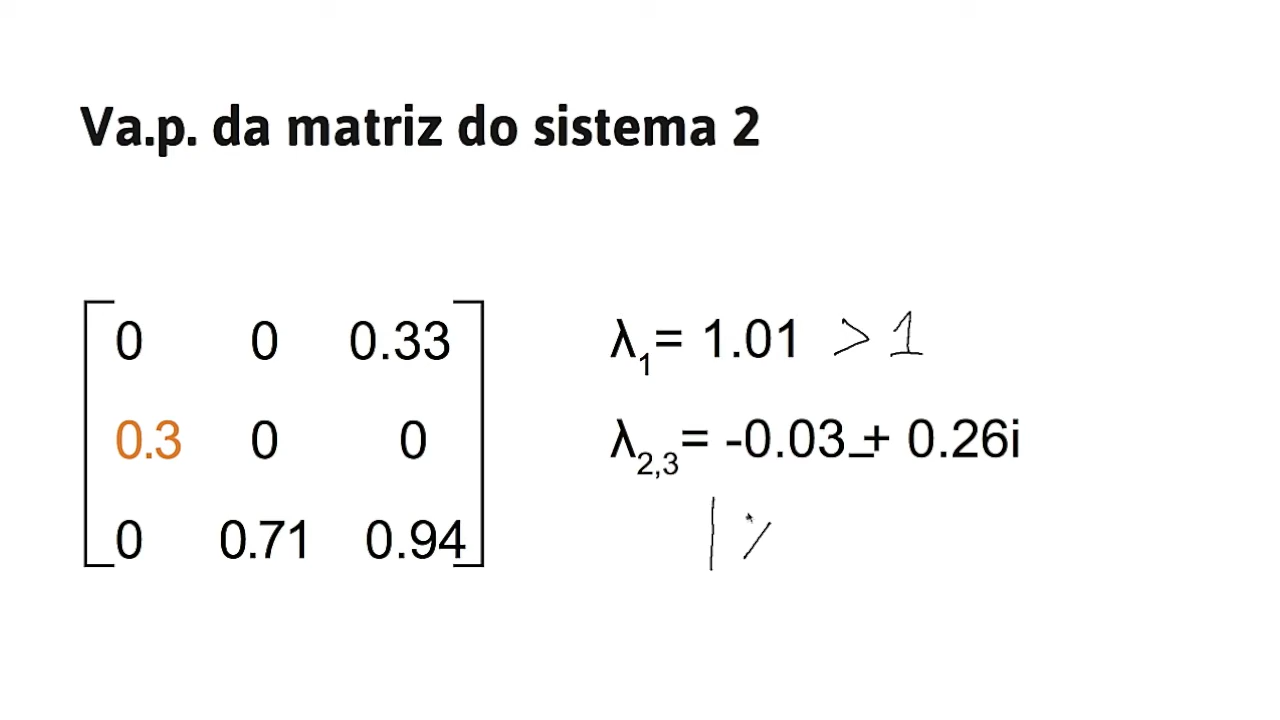 Va.p. da matriz do sistema 2
0 0 0.33
0.3 0 0
0 0.71 0.94
λ1= 1.01 > 1
λ2,3= -0.03 ± 0.26i